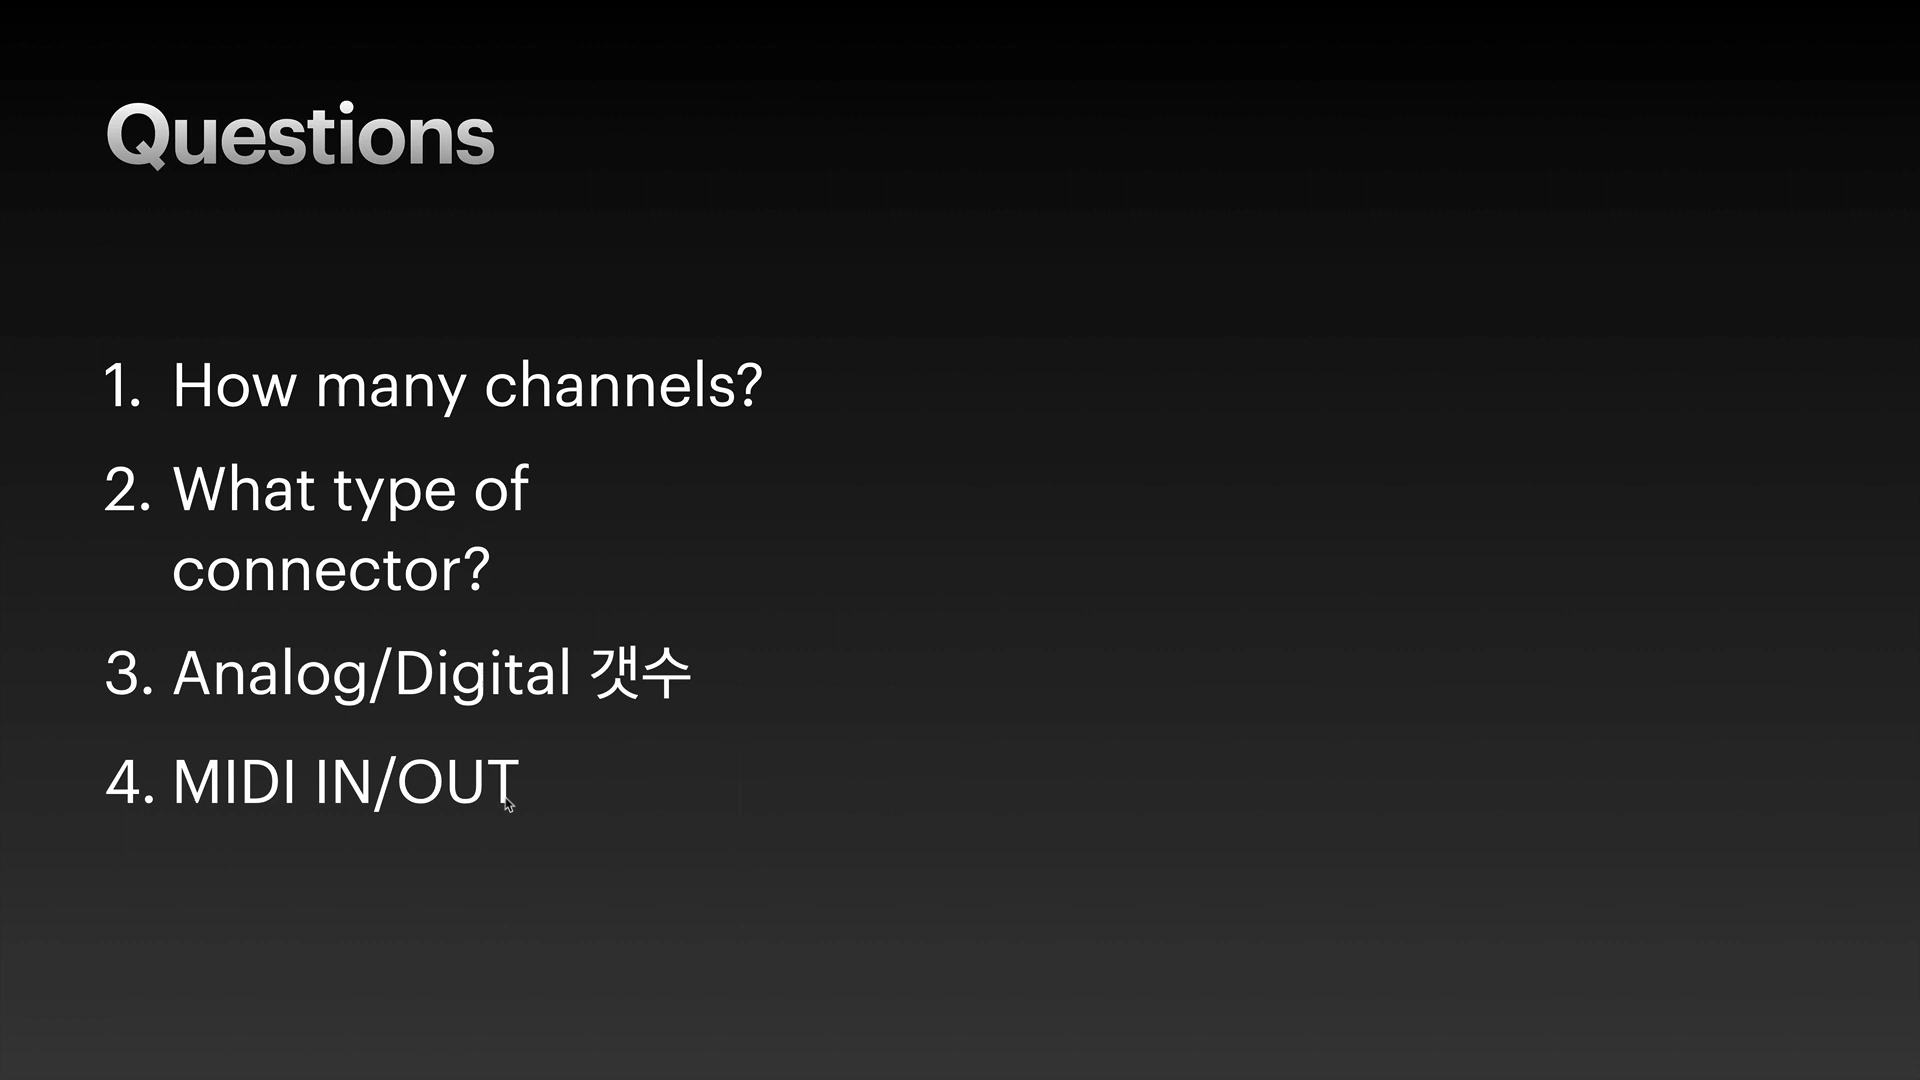 Questions
1. How many channels?
2. What type of
connector?
3. Analog/Digital 갯수
4. MIDI IN/OUT